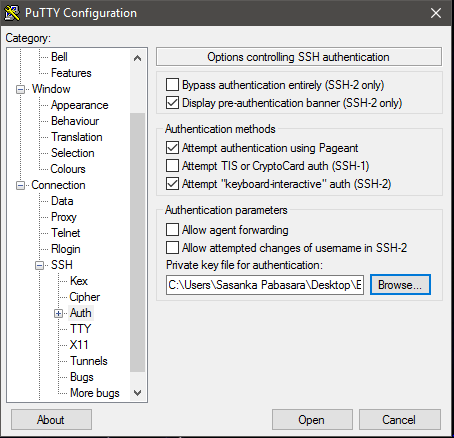 PuTTY Configuration
Category:
Bell
Features
Window
Appearance
Behaviour
Translation
Selection
Colours
Connection
Data
Proxy
Telnet
Rlogin
SSH
Kex
Cipher
Auth
TTY
X11
Tunnels
Bugs
More bugs
Options controlling SSH authentication
Bypass authentication entirely (SSH-2 only)
Display pre-authentication banner (SSH-2 only)
Authentication methods
Attempt authentication using Pageant
Attempt TIS or CryptoCard auth (SSH-1)
Attempt "keyboard-interactive" auth (SSH-2)
Authentication parameters
Allow agent forwarding
Allow attempted changes of username in SSH-2
Private key file for authentication:
C:\Users\Sasanka Pabasara\Desktop\E
Browse...
About
Open
Cancel